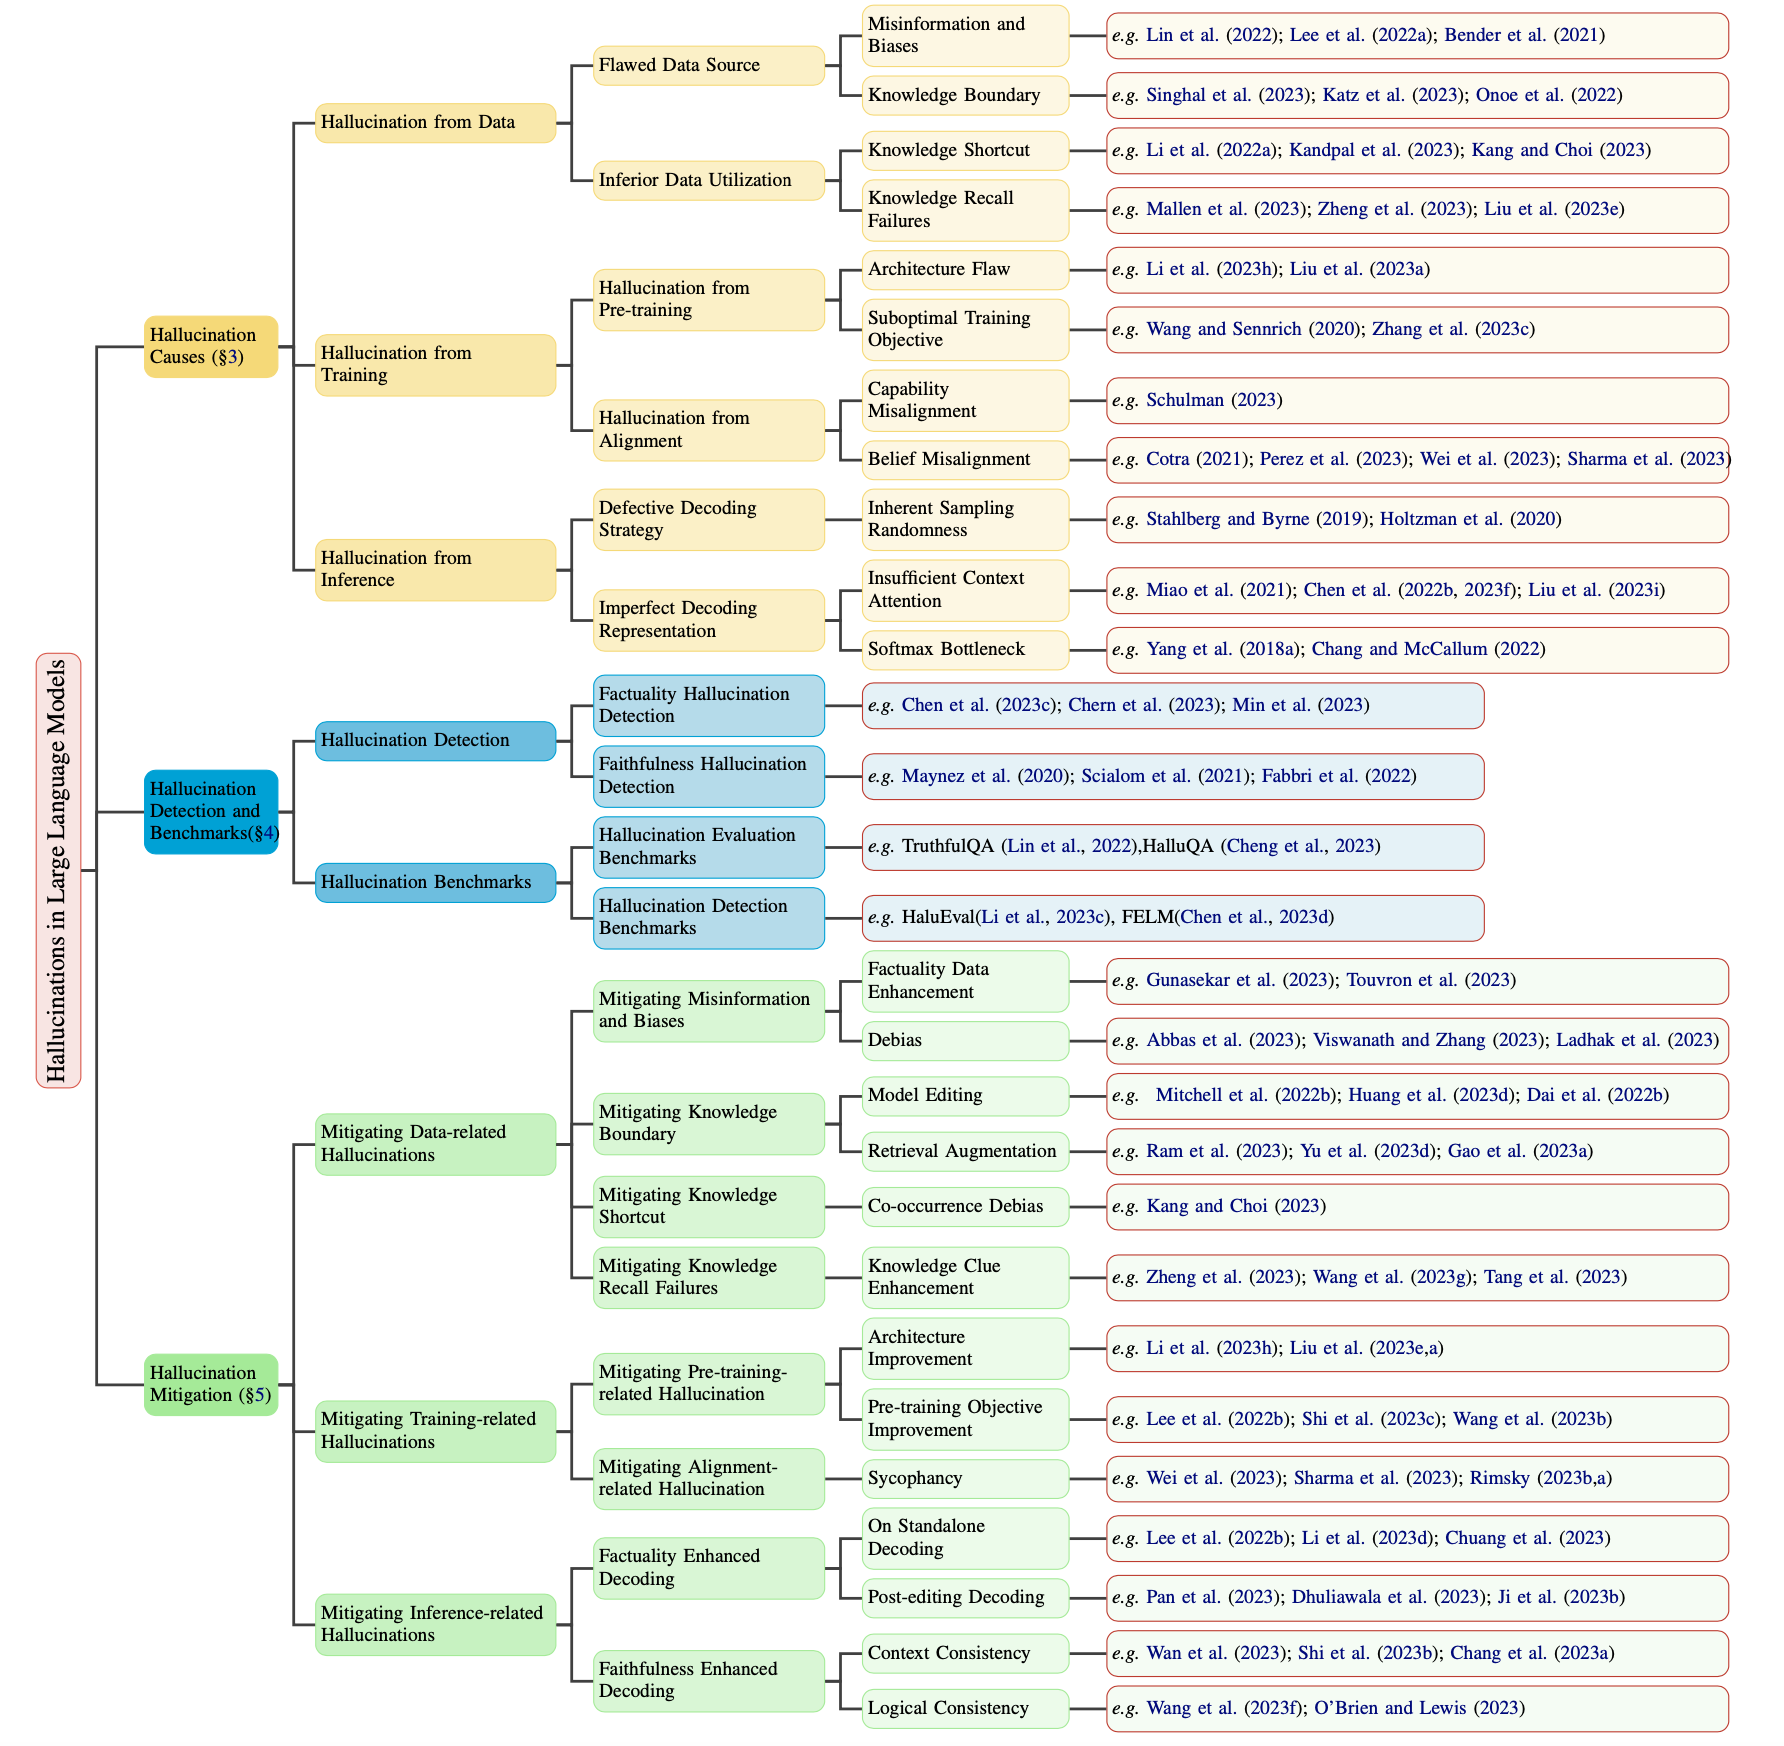 Hallucinations in Large Language Models
Hallucination
Causes (§3)
Hallucination from Data
Flawed Data Source
Misinformation and
Biases
e.g. Lin et al. (2022); Lee et al. (2022a); Bender et al. (2021)
Knowledge Boundary
e.g. Singhal et al. (2023); Katz et al. (2023); Onoe et al. (2022)
Inferior Data Utilization
Knowledge Shortcut
e.g. Li et al. (2022a); Kandpal et al. (2023); Kang and Choi (2023)
Knowledge Recall
Failures
e.g. Mallen et al. (2023); Zheng et al. (2023); Liu et al. (2023e)
Hallucination from
Training
Hallucination from
Pre-training
Architecture Flaw
e.g. Li et al. (2023h); Liu et al. (2023a)
Suboptimal Training
Objective
e.g. Wang and Sennrich (2020); Zhang et al. (2023c)
Hallucination from
Alignment
Capability
Misalignment
e.g. Schulman (2023)
Belief Misalignment
e.g. Cotra (2021); Perez et al. (2023); Wei et al. (2023); Sharma et al. (2023)
Hallucination from
Inference
Defective Decoding
Strategy
Inherent Sampling
Randomness
e.g. Stahlberg and Byrne (2019); Holtzman et al. (2020)
Imperfect Decoding
Representation
Insufficient Context
Attention
e.g. Miao et al. (2021); Chen et al. (2022b, 2023f); Liu et al. (2023i)
Softmax Bottleneck
e.g. Yang et al. (2018a); Chang and McCallum (2022)
Hallucination
Detection and
Benchmarks(§4)
Hallucination Detection
Factuality Hallucination
Detection
e.g. Chen et al. (2023c); Chern et al. (2023); Min et al. (2023)
Faithfulness Hallucination
Detection
e.g. Maynez et al. (2020); Scialom et al. (2021); Fabbri et al. (2022)
Hallucination Benchmarks
Hallucination Evaluation
Benchmarks
e.g. TruthfulQA (Lin et al., 2022),HalluQA (Cheng et al., 2023)
Hallucination Detection
Benchmarks
e.g. HaluEval(Li et al., 2023c), FELM(Chen et al., 2023d)
Hallucination
Mitigation (§5)
Mitigating Data-related
Hallucinations
Mitigating Misinformation
and Biases
Factuality Data
Enhancement
e.g. Gunasekar et al. (2023); Touvron et al. (2023)
Debias
e.g. Abbas et al. (2023); Viswanath and Zhang (2023); Ladhak et al. (2023)
Mitigating Knowledge
Boundary
Model Editing
e.g. Mitchell et al. (2022b); Huang et al. (2023d); Dai et al. (2022b)
Retrieval Augmentation
e.g. Ram et al. (2023); Yu et al. (2023d); Gao et al. (2023a)
Mitigating Knowledge
Shortcut
Co-occurrence Debias
e.g. Kang and Choi (2023)
Mitigating Knowledge
Recall Failures
Knowledge Clue
Enhancement
e.g. Zheng et al. (2023); Wang et al. (2023g); Tang et al. (2023)
Mitigating Training-related
Hallucinations
Mitigating Pre-training-
related Hallucination
Architecture
Improvement
e.g. Li et al. (2023h); Liu et al. (2023e,a)
Pre-training Objective
Improvement
e.g. Lee et al. (2022b); Shi et al. (2023c); Wang et al. (2023b)
Mitigating Alignment-
related Hallucination
Sycophancy
e.g. Wei et al. (2023); Sharma et al. (2023); Rimsky (2023b,a)
Mitigating Inference-related
Hallucinations
Factuality Enhanced
Decoding
On Standalone
Decoding
e.g. Lee et al. (2022b); Li et al. (2023d); Chuang et al. (2023)
Post-editing Decoding
e.g. Pan et al. (2023); Dhuliawala et al. (2023); Ji et al. (2023b)
Faithfulness Enhanced
Decoding
Context Consistency
e.g. Wan et al. (2023); Shi et al. (2023b); Chang et al. (2023a)
Logical Consistency
e.g. Wang et al. (2023f); O'Brien and Lewis (2023)